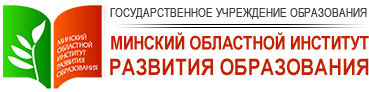 ГОСУДАРСТВЕННОЕ УЧРЕЖДЕНИЕ ОБРАЗОВАНИЯ
МИНСКИЙ ОБЛАСТНОЙ ИНСТИТУТ
РАЗВИТИЯ ОБРАЗОВАНИЯ
МИНСКИЙ
ОБЛАСТНОЙ
ИНСТИТУТ
РАЗВИТИЯ
ОБРАЗОВАНИЯ